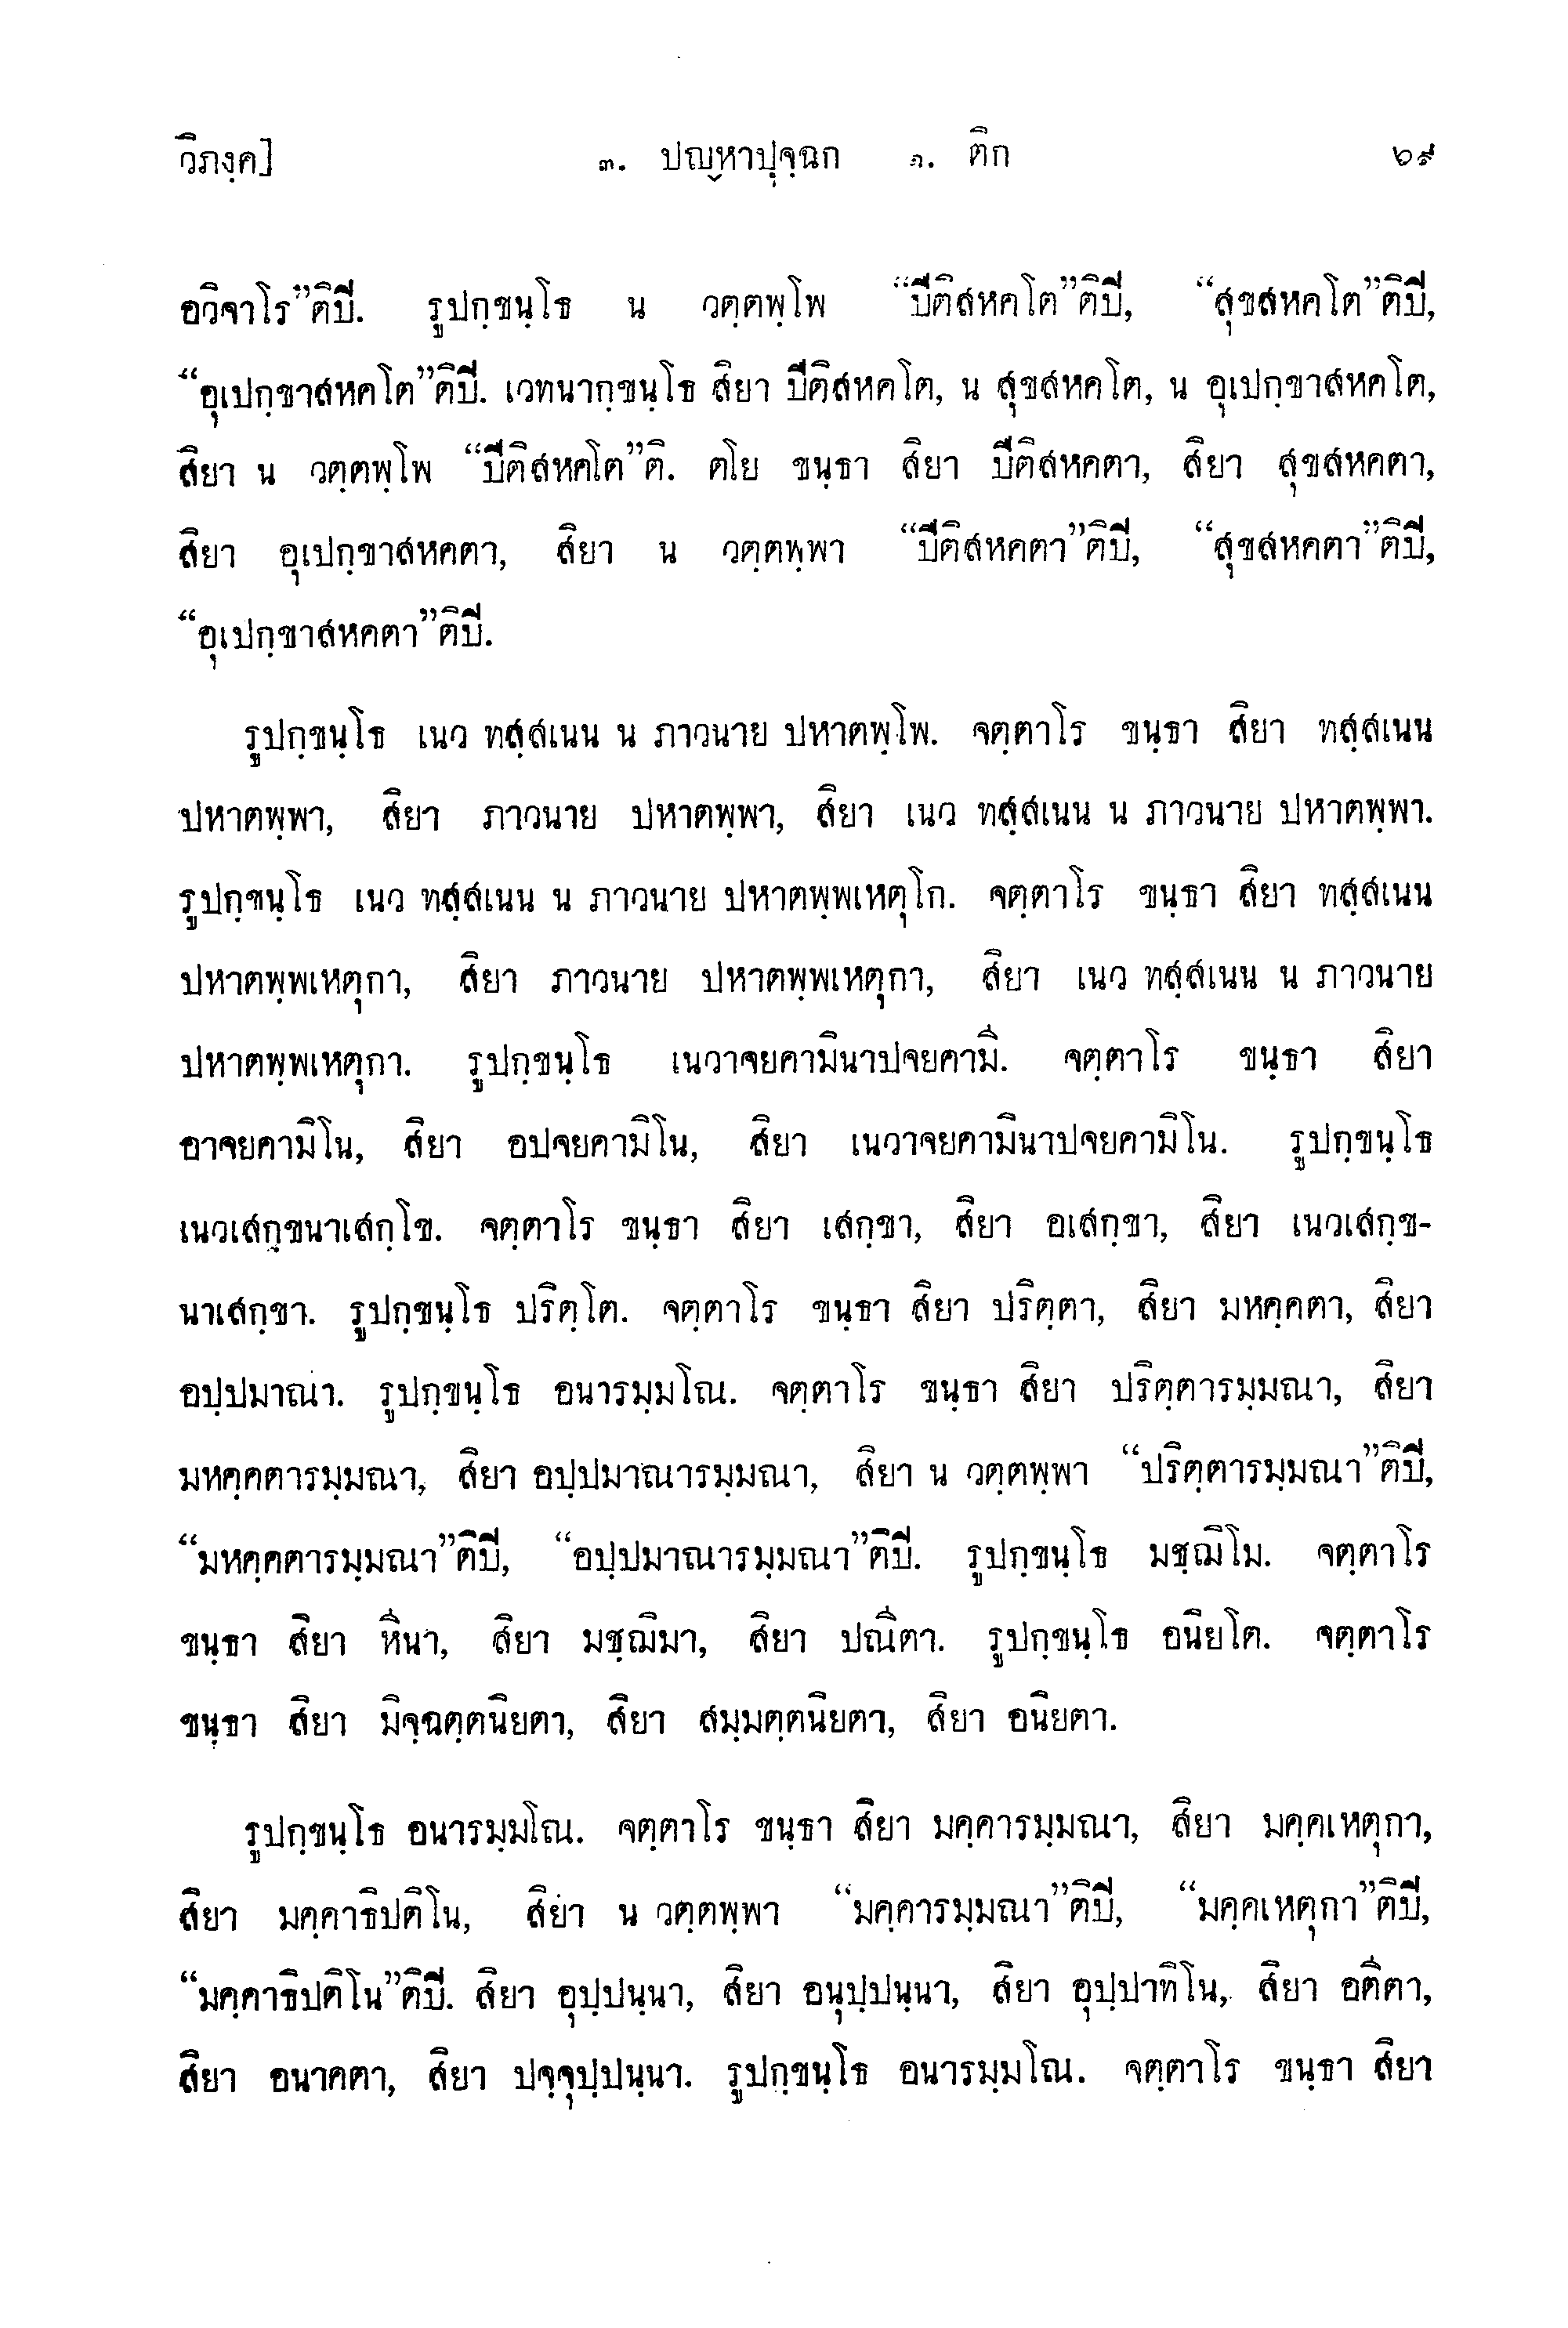 วิภงฺค]	๓. ปญฺหาปุจฺฉก ภ. ติก	๖๙
อวิจาโร”ติปี. รูปกฺขนฺโธ น วตฺตพฺโพ “ปีติสหคโต”ติปี, “สุขสหคโต”ติปี,
“อุเปกฺขาสหคโต”ติปี. เวทนากฺขนฺโธ สิยา ปีติสหคโต, น สุขสหคโต, น อุเปกฺขาสหคโต,
สิยา น วตฺตพฺโพ “ปีติสหคโต”ติ. ตโย ขนฺธา สิยา ปีติสหคตา, สิยา สุขสหคตา,
สิยา อุเปกฺขาสหคตา, สิยา น วตฺตพฺพา “ปีติสหคตา”ติปี, “สุขสหคตา”ติปี,
“อุเปกฺขาสหคตา”ติปี.
รูปกฺขนฺโธ เนว ทสฺสเนน น ภาวนาย ปหาตพฺโพ. จตฺตาโร ขนฺธา สิยา ทสฺสเนน
ปหาตพฺพา, สิยา ภาวนาย ปหาตพฺพา, สิยา เนว ทสฺสเนน น ภาวนาย ปหาตพฺพา.
รูปกฺขนฺโธ เนว ทสฺสเนน น ภาวนาย ปหาตพฺพเหตุโก. จตฺตาโร ขนฺธา สิยา ทสฺสเนน
ปหาตพฺพเหตุกา, สิยา ภาวนาย ปหาตพฺพเหตุกา, สิยา เนว ทสฺสเนน น ภาวนาย
ปหาตพฺพเหตุกา. รูปกฺขนฺโธ เนวาจยคามินาปจยคามี. จตฺตาโร ขนฺธา สิยา
อาจยคามิโน, สิยา อปจยคามิโน, สิยา เนวาจยคามินาปจยคามิโน. รูปกฺขนฺโธ
เนวเสกฺขนาเสกฺโข. จตฺตาโร ขนฺธา สิยา เสกฺขา, สิยา อเสกฺขา, สิยา เนวเสกฺข-
นาเสกฺขา. รูปกฺขนฺโธ ปริตฺโต. จตฺตาโร ขนฺธา สิยา ปริตฺตา, สิยา มหคฺคตา, สิยา
อปฺปมาณา. รูปกฺขนฺโธ อนารมฺมโณ. จตฺตาโร ขนฺธา สิยา ปริตฺตารมฺมณา, สิยา
มหคฺคตารมฺมณา, สิยา อปฺปมาณารมฺมณา, สิยา น วตฺตพฺพา “ปริตฺตารมฺมณา”ติปี,
“มหคฺคตารมฺมณา”ติปี, “อปฺปมาณารมฺมณา”ติปี. รูปกฺขนฺโธ มชฺฌิโม. จตฺตาโร
ขนฺธา สิยา หีนา, สิยา มชฺฌิมา, สิยา ปณีตา. รูปกฺขนฺโธ อนิยโต. จตฺตาโร
ขนฺธา สิยา มิจฺฉตฺตนิยตา, สิยา สมฺมตฺตนิยตา, สิยา อนิยตา.
รูปกฺขนฺโธ อนารมฺมโณ. จตฺตาโร ขนฺธา สิยา มคฺคารมฺมณา, สิยา มคฺคเหตุกา,
สิยา มคฺคาธิปติโน, สิยา น วตฺตพฺพา “มคฺคารมฺมณา”ติปี, “มคฺคเหตุกา”ติปี,
“มคฺคาธิปติโน”ติปี. สิยา อุปฺปนฺนา, สิยา อนุปฺปนฺนา, สิยา อุปฺปาทิโน, สิยา อตีตา,
สิยา อนาคตา, สิยา ปจฺจุปฺปนฺนา. รูปกฺขนฺโธ อนารมฺมโณ. จตฺตาโร ขนฺธา สิยา